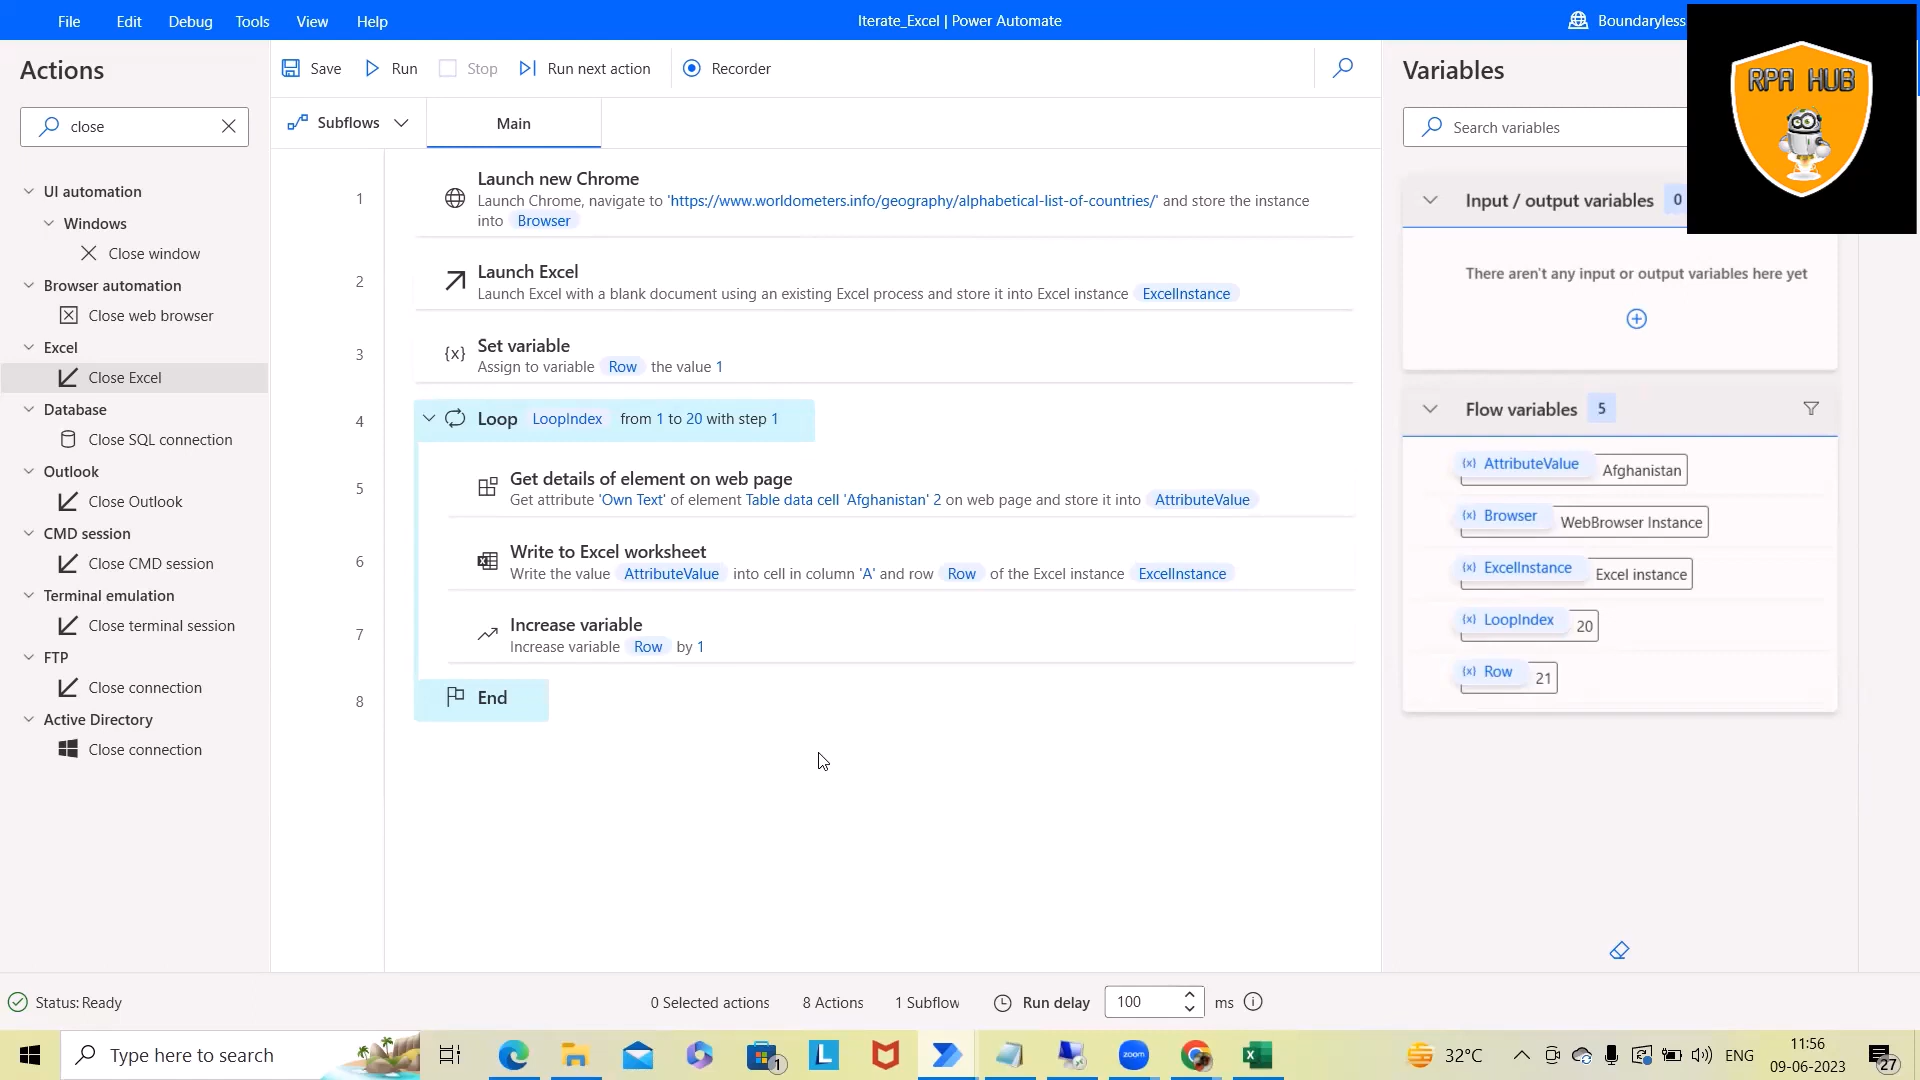 File Edit Debug Tools View Help
Iterate_Excel | Power Automate
Boundaryless
RPA HUB
Actions
close
UI automation
Windows
Close window
Browser automation
Close web browser
Excel
Close Excel
Database
Close SQL connection
Outlook
Close Outlook
CMD session
Close CMD session
Terminal emulation
Close terminal session
FTP
Close connection
Active Directory
Close connection
Save Run Stop Run next action Recorder
Subflows Main
1
Launch new Chrome
Launch Chrome, navigate to 'https://www.worldometers.info/geography/alphabetical-list-of-countries/' and store the instance
into Browser
2
Launch Excel
Launch Excel with a blank document using an existing Excel process and store it into Excel instance ExcelInstance
3
Set variable
{x}
Assign to variable Row the value 1
4 Loop LoopIndex from 1 to 20 with step 1
5
Get details of element on web page
Get attribute 'Own Text' of element Table data cell 'Afghanistan' 2 on web page and store it into AttributeValue
6
Write to Excel worksheet
Write the value AttributeValue into cell in column 'A' and row Row of the Excel instance ExcelInstance
7
Increase variable
Increase variable Row by 1
8 End
Variables
Search variables
Input / output variables 0
There aren't any input or output variables here yet
Flow variables 5
{x} AttributeValue Afghanistan
{x} Browser WebBrowser Instance
{x} ExcelInstance Excel instance
{x} LoopIndex 20
{x} Row 21
Status: Ready 0 Selected actions 8 Actions 1 Subflow Run delay 100 ms
Type here to search
1
L
zoom
32°C
ENG
11:56
09-06-2023
27